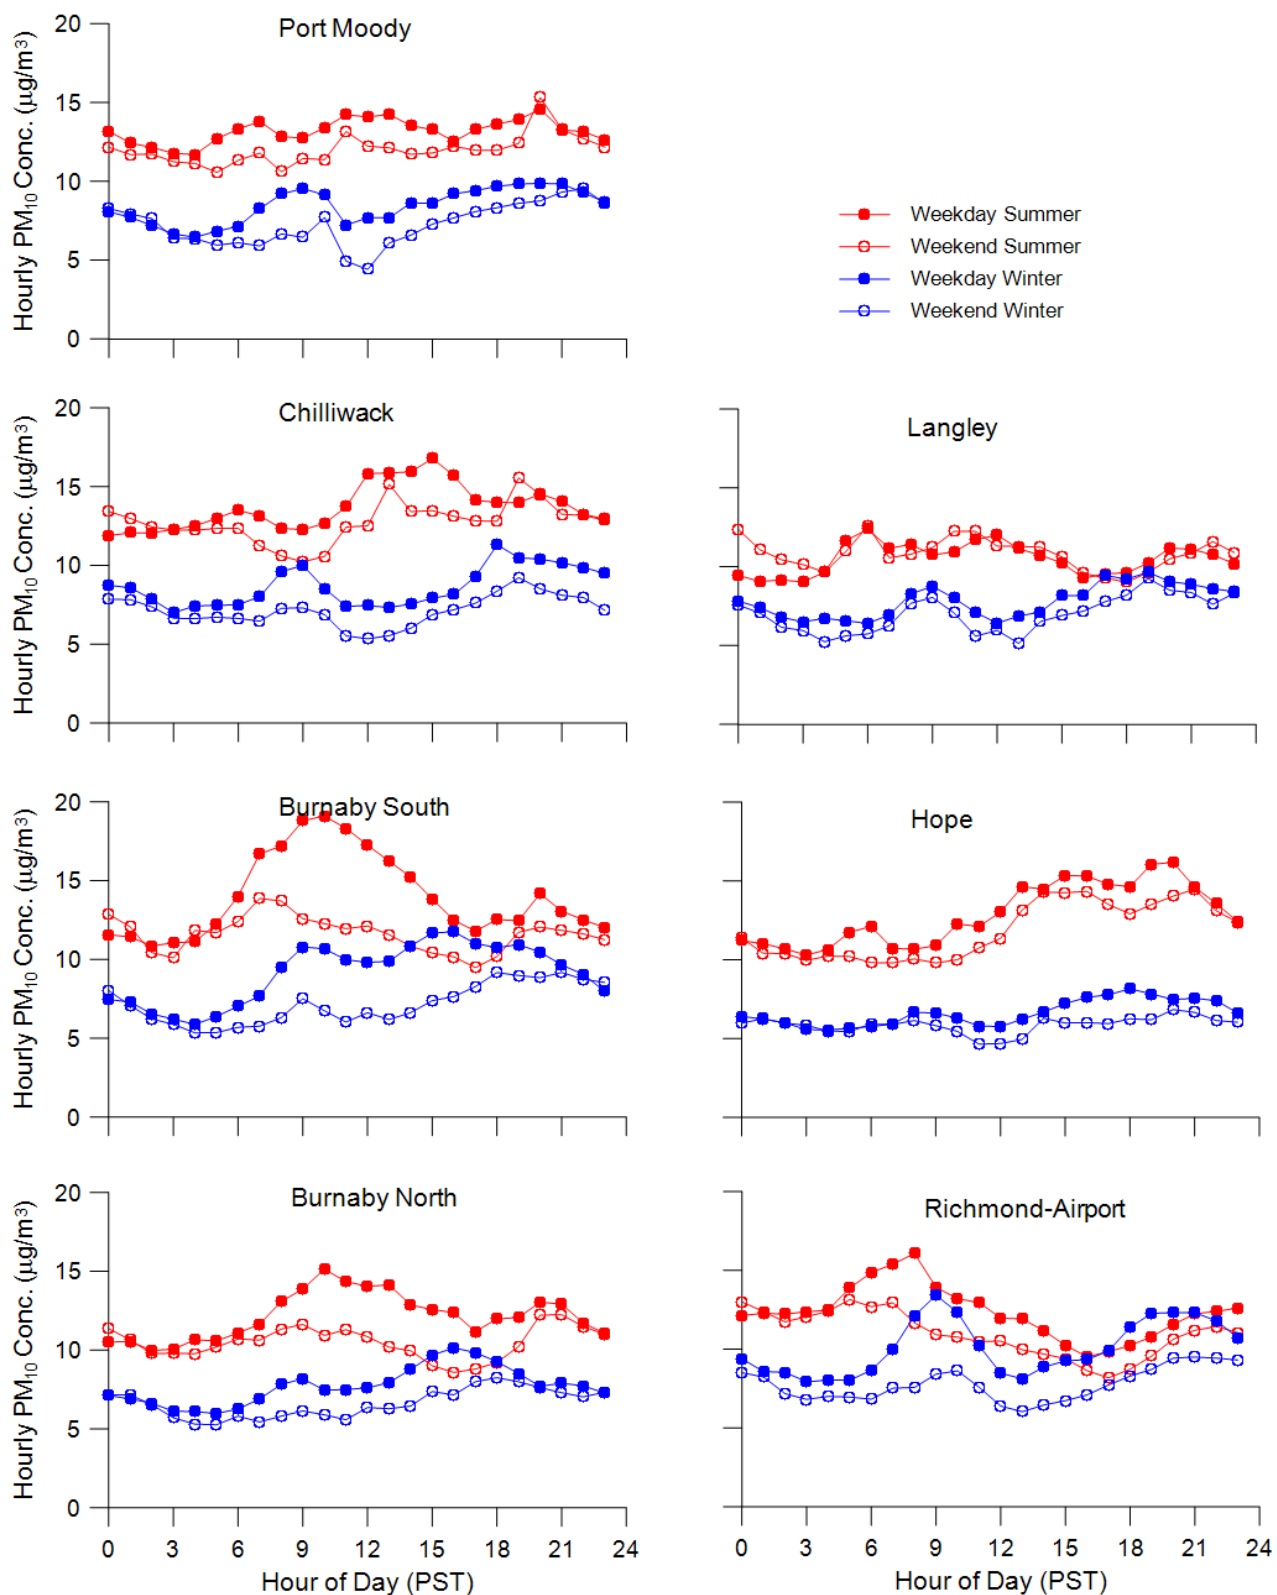 Port Moody
Hourly PM₁₀ Conc. (µg/m³)
20
15
10
5
0
Weekday Summer
Weekend Summer
Weekday Winter
Weekend Winter
Chilliwack
Hourly PM₁₀ Conc. (µg/m³)
20
15
10
5
0
Langley
Burnaby South
Hourly PM₁₀ Conc. (µg/m³)
20
15
10
5
0
Hope
Burnaby North
Hourly PM₁₀ Conc. (µg/m³)
20
15
10
5
0
0 3 6 9 12 15 18 21 24
Hour of Day (PST)
Richmond-Airport
0 3 6 9 12 15 18 21 24
Hour of Day (PST)